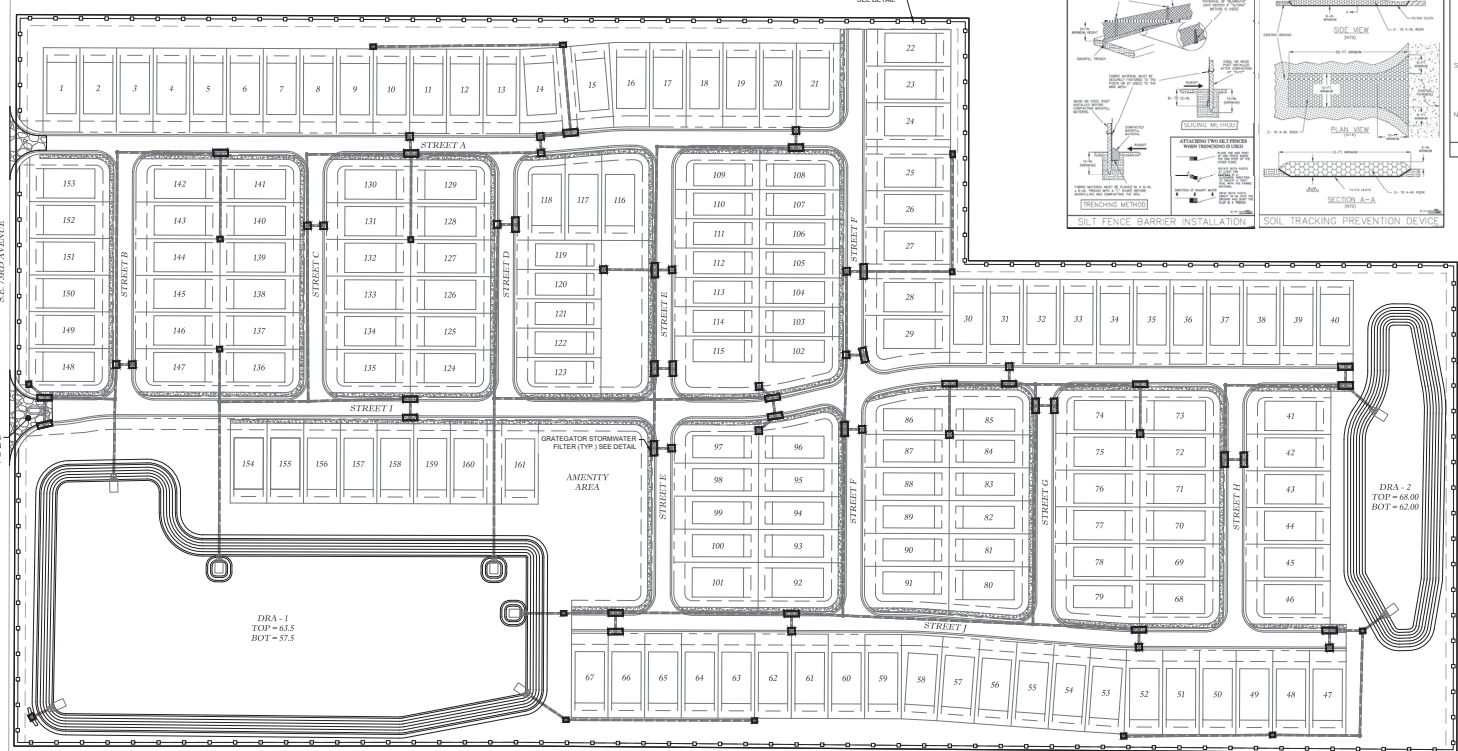 SEE DETAIL
22
1 2 3 4 5 6 7 8 9 10 11 12 13 14 15 16 17 18 19 20 21
23
24
25
26
27
28
29
STREET A
153
152
151
150
149
148
S.E. 73RD AVENUE
STREET B
142 141
143 140
144 139
145 138
146 137
147 136
STREET C
130 129
131 128
132 127
133 126
134 125
135 124
STREET D
118 117 116
119
120
121
122
123
STREET E
109 108
110 107
111 106
112 105
113 104
114 103
115 102
STREET F
30 31 32 33 34 35 36 37 38 39 40
STREET I
154 155 156 157 158 159 160 161
GRATEGATOR STORMWATER
FILTER (TYP.) SEE DETAIL
AMENITY
AREA
STREET E
97 96
98 95
99 94
100 93
101 92
STREET F
86 85
87 84
88 83
89 82
90 81
91 80
STREET G
74 73
75 72
76 71
77 70
78 69
79 68
STREET H
41
42
43
44
45
46
DRA - 2
TOP = 68.00
BOT = 62.00
DRA - 1
TOP = 63.5
BOT = 57.5
STREET J
67 66 65 64 63 62 61 60 59 58 57 56 55 54 53 52 51 50 49 48 47
BACKFILL TRENCH
SLICING METHOD
TRENCHING METHOD
ATTACHING TWO SILT FENCES
WHEN TRENCHING IS USED
SILT FENCE BARRIER INSTALLATION
SIDE VIEW
(NTS)
PLAN VIEW
(NTS)
SECTION A-A
(NTS)
SOIL TRACKING PREVENTION DEVICE